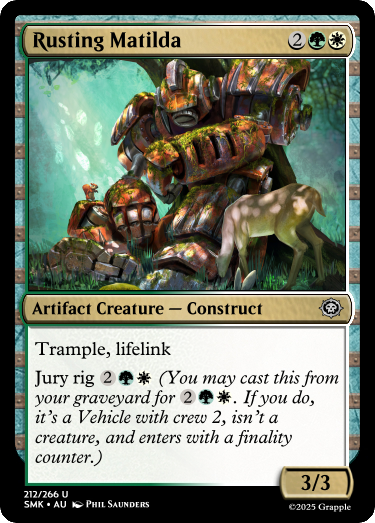 Rusting Matilda 2
Artifact Creature — Construct
Trample, lifelink
Jury rig 2 (You may cast this from
your graveyard for 2. If you do,
it's a Vehicle with crew 2, isn't a
creature, and enters with a finality
counter.)
3/3
212/266 U
SMK • AU Phil Saunders
©2025 Grapple